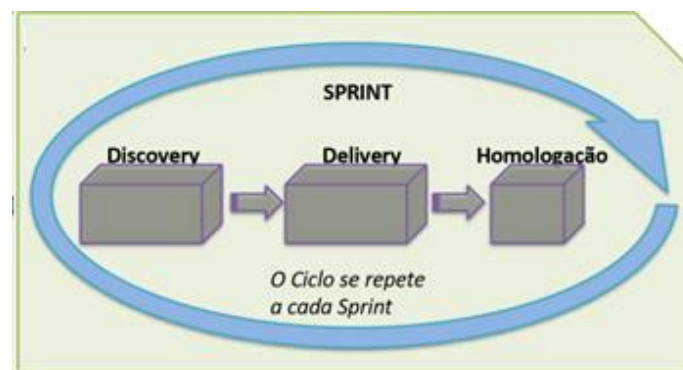 SPRINT
Discovery
Delivery
Homologação
O Ciclo se repete
a cada Sprint